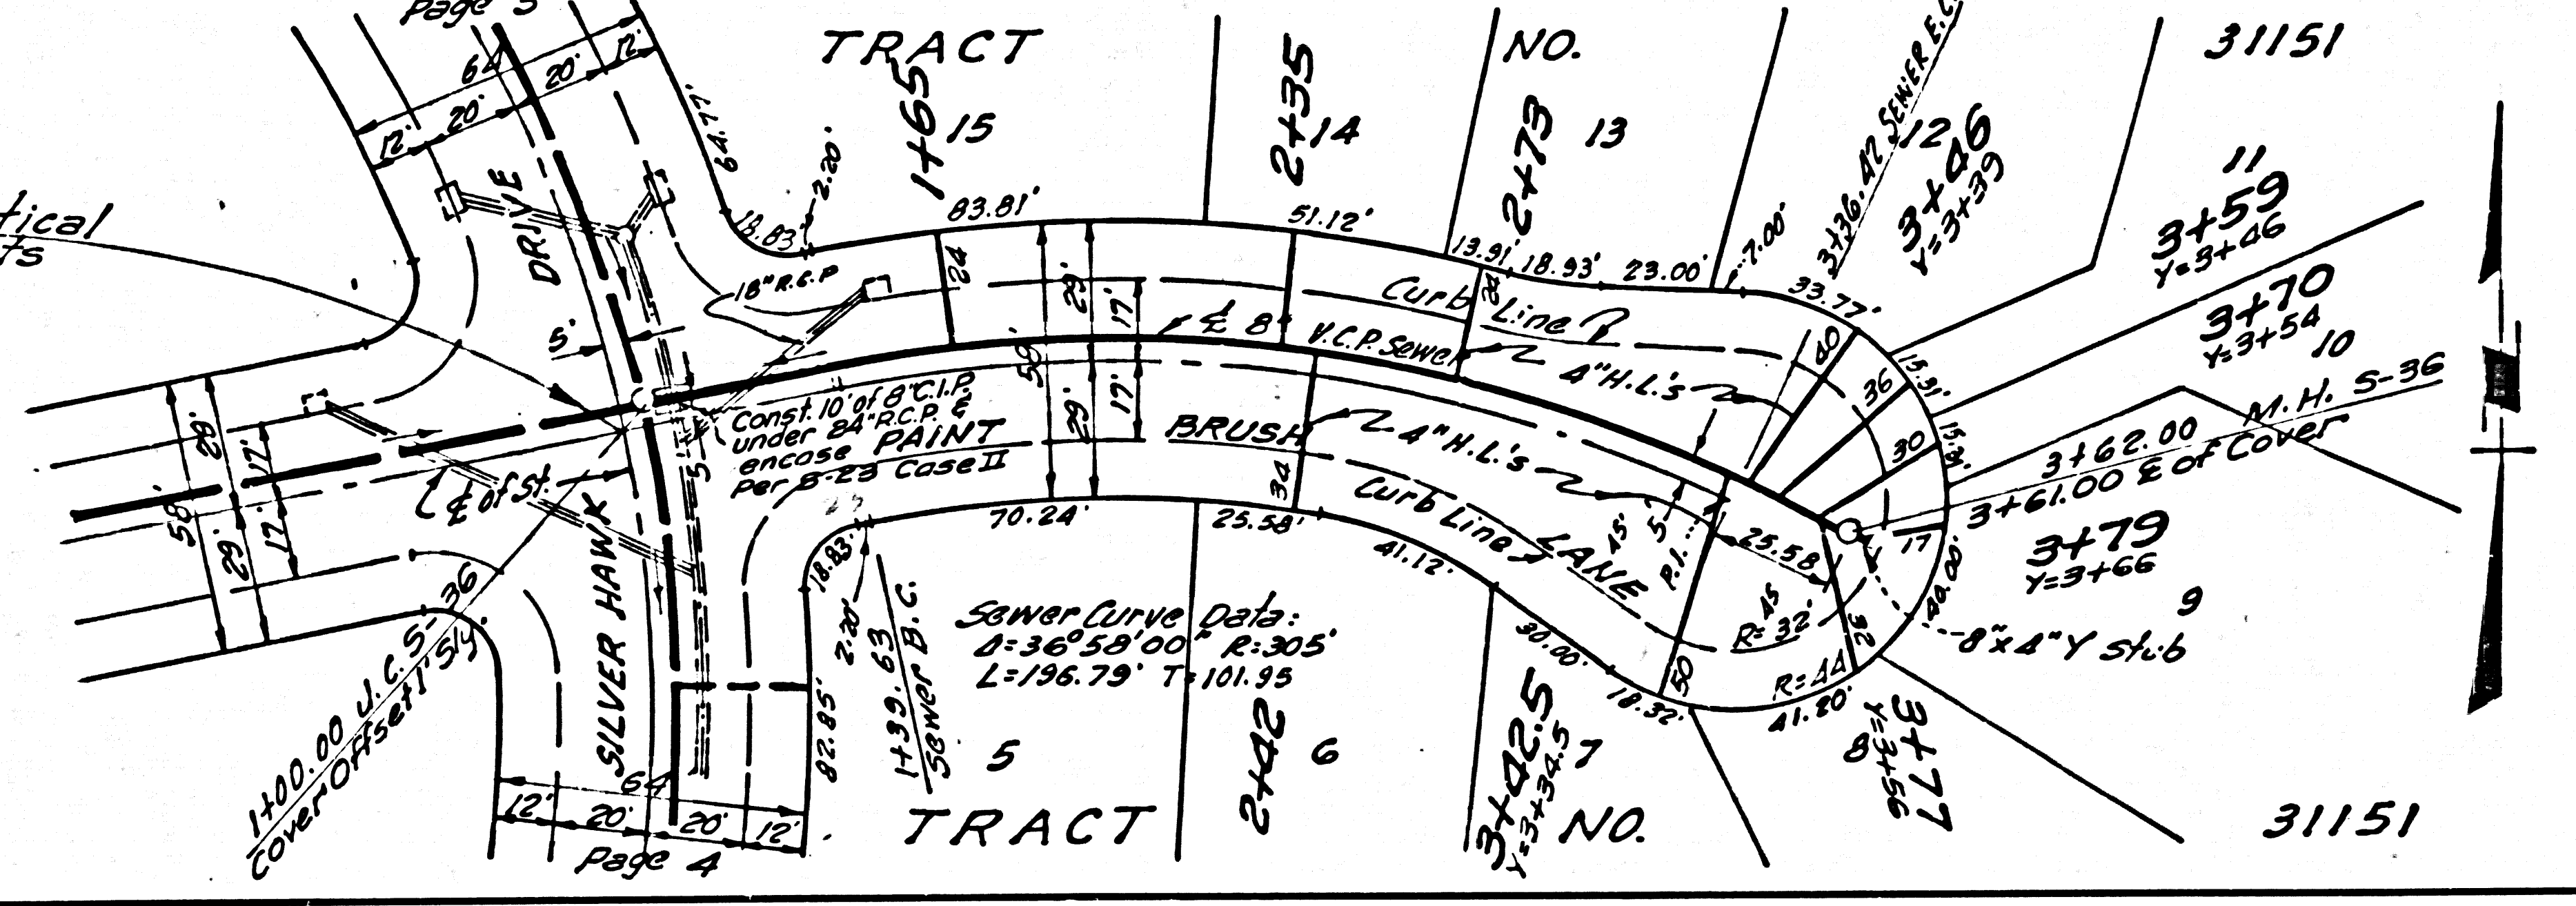 Page 3
TRACT
NO.
31151
64
20'
12'
20'
12'
64.77'
2.20'
18.83'
1+65
15
2+35
14
2+73
13
3+36.42 SEWER E.C.
12
3+46
Y=3+39
11
3+59
Y=3+46
3+70
Y=3+54
10
DRIVE
83.81'
51.12'
13.91'
18.93'
23.00'
7.00'
33.77'
18"R.C.P
24
29'
17'
58'
29'
17'
℄ 8"
V.C.P. Sewer
Curb Line
24
4"H.L.'s
40
36
30
17
15.31'
15.31'
M.H. S-36
3+62.00
3+61.00 ℄ of Cover
5'
Const. 10' of 8"C.I.P.
under 84"R.C.P. &
encase
per S-23 Case II
PAINT
BRUSH
LANE
4"H.L.'s
34
Curb Line
45'
5'
P.I.
25.58
45
R=32'
32
R=44
44.00'
41.20'
50
3+79
Y=3+66
9
8"x4"Y stub
29'
17'
58'
29'
17'
℄ of St.
5'
SILVER HAWK
70.24'
25.58'
41.12'
30.00'
18.32'
18.83'
2.20'
82.85'
1+39.63
Sewer B.C.
Sewer Curve Data:
Δ=36°58'00" R=305'
L=196.79' T=101.95
1+00.00 J.C. S-36
Cover Offset 1' S'ly.
5
2+42
6
3+42.5
Y=3+34.5
7
8
3+77
Y=3+56
64
12'
20'
20'
12'
Page 4
TRACT
NO.
31151